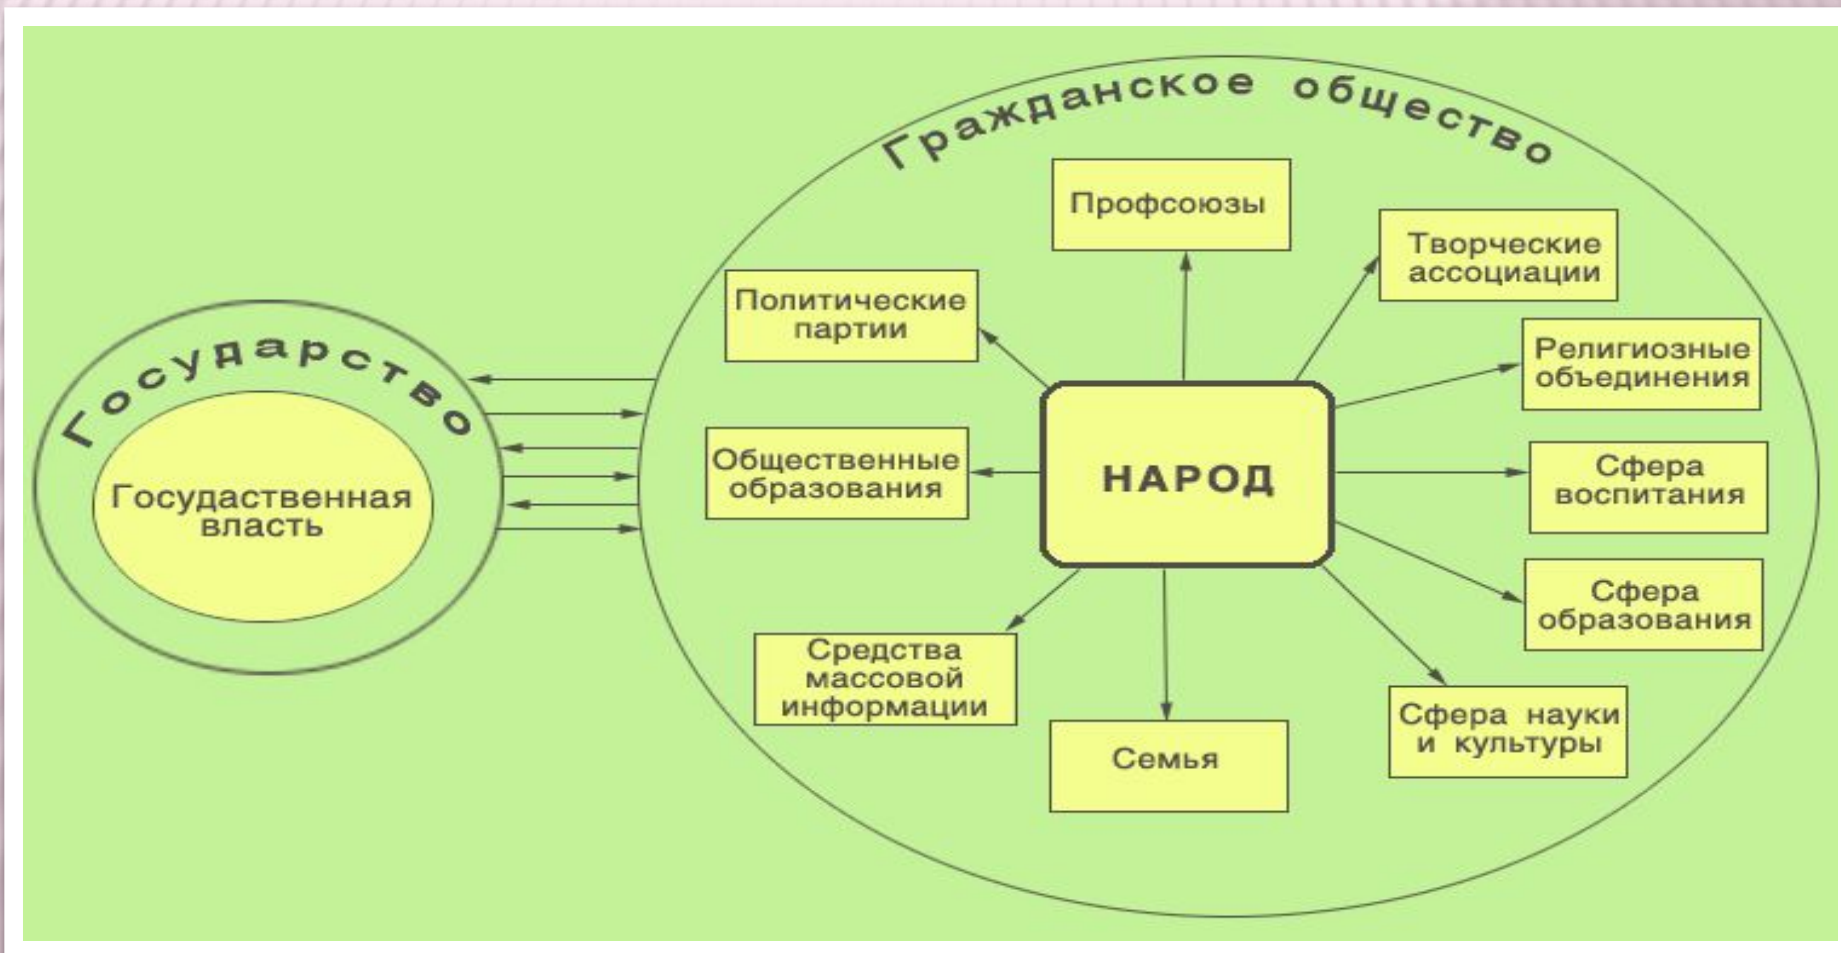 Государство
Государственная
власть
Гражданское общество
Профсоюзы
Творческие
ассоциации
Политические
партии
Религиозные
объединения
Общественные
образования
НАРОД
Сфера
воспитания
Сфера
образования
Средства
массовой
информации
Семья
Сфера науки
и культуры